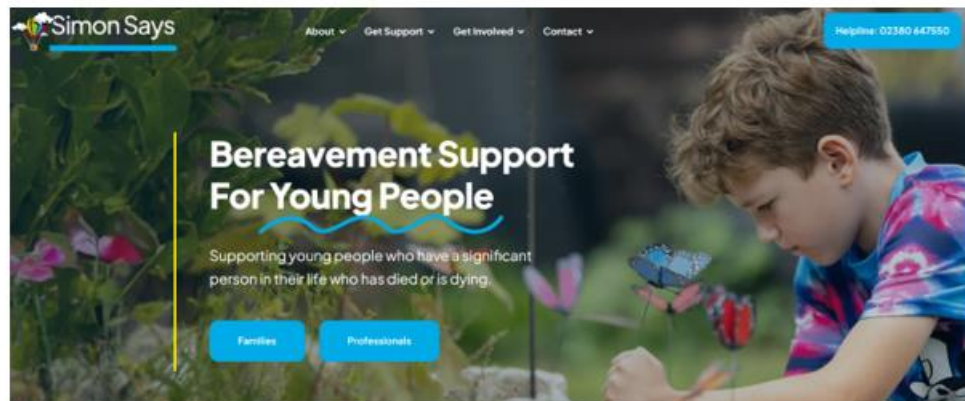 Simon Says
About
Get Support
Get Involved
Contact
Helpline: 02380 647550
Bereavement Support
For Young People
Supporting young people who have a significant
person in their life who has died or is dying.
Families
Professionals